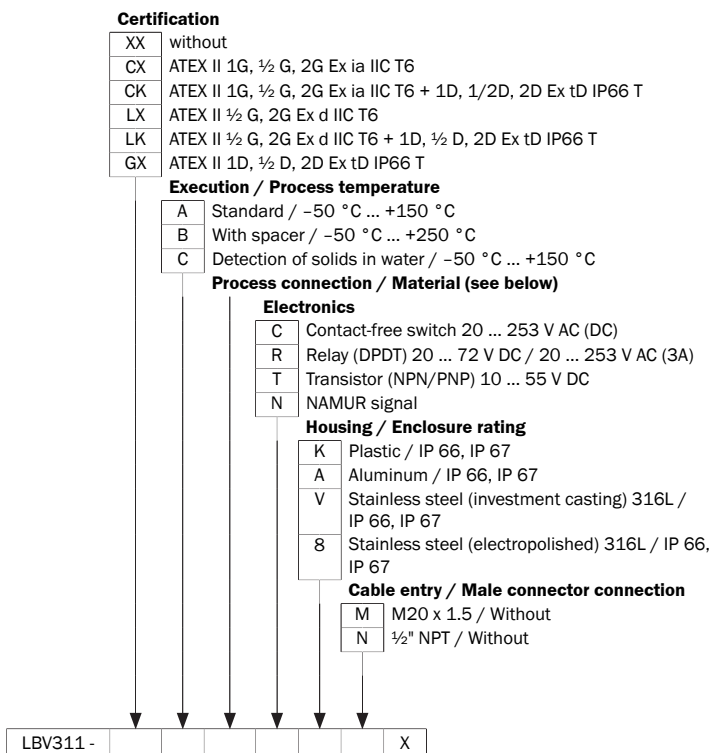 Certification
XX without
CX ATEX II 1G, ½ G, 2G Ex ia IIC T6
CK ATEX II 1G, ½ G, 2G Ex ia IIC T6 + 1D, 1/2D, 2D Ex tD IP66 T
LX ATEX II ½ G, 2G Ex d IIC T6
LK ATEX II ½ G, 2G Ex d IIC T6 + 1D, ½ D, 2D Ex tD IP66 T
GX ATEX II 1D, ½ D, 2D Ex tD IP66 T
Execution / Process temperature
A Standard / –50 °C ... +150 °C
B With spacer / –50 °C ... +250 °C
C Detection of solids in water / –50 °C ... +150 °C
Process connection / Material (see below)
Electronics
C Contact-free switch 20 ... 253 V AC (DC)
R Relay (DPDT) 20 ... 72 V DC / 20 ... 253 V AC (3A)
T Transistor (NPN/PNP) 10 ... 55 V DC
N NAMUR signal
Housing / Enclosure rating
K Plastic / IP 66, IP 67
A Aluminum / IP 66, IP 67
V Stainless steel (investment casting) 316L /
IP 66, IP 67
8 Stainless steel (electropolished) 316L / IP 66,
IP 67
Cable entry / Male connector connection
M M20 x 1.5 / Without
N ½" NPT / Without
LBV311 - X